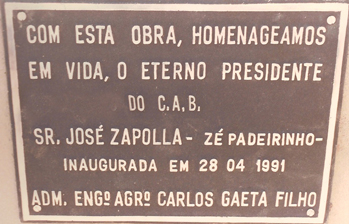 COM ESTA OBRA, HOMENAGEAMOS
EM VIDA, O ETERNO PRESIDENTE
DO C.A.B.
SR. JOSÉ ZAPOLLA - ZÉ PADEIRINHO -
INAUGURADA EM 28 04 1991
ADM. ENGº AGRº CARLOS GAETA FILHO